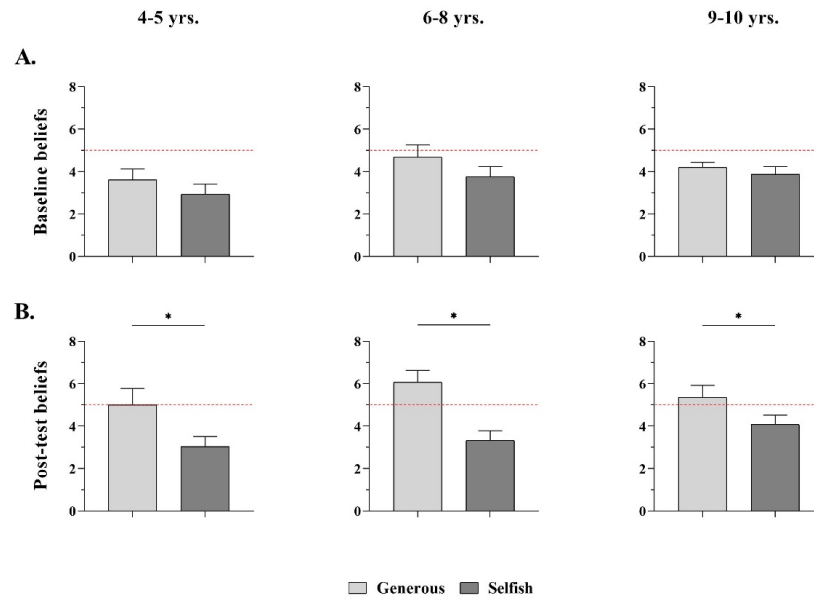 4-5 yrs. 6-8 yrs. 9-10 yrs.
A.
Baseline beliefs
8 8 8
6 6 6
4 4 4
2 2 2
0 0 0
B.
* * *
Post-test beliefs
8 8 8
6 6 6
4 4 4
2 2 2
0 0 0
Generous Selfish